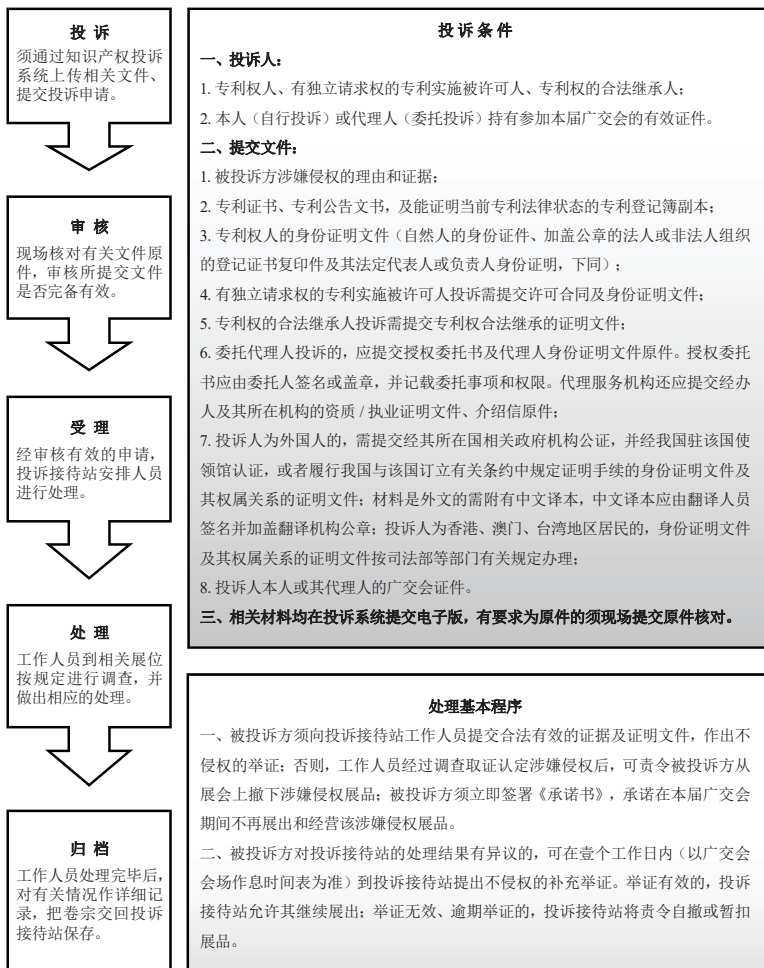 投 诉
须通过知识产权投诉
系统上传相关文件、
提交投诉申请。
审 核
现场核对有关文件原
件，审核所提交文件
是否完备有效。
受 理
经审核有效的申请，
投诉接待站安排人员
进行处理。
处 理
工作人员到相关展位
按规定进行调查，并
做出相应的处理。
归 档
工作人员处理完毕后，
对有关情况作详细记
录，把卷宗交回投诉
接待站保存。
投 诉 条 件
一、投诉人：
1. 专利权人、有独立请求权的专利实施被许可人、专利权的合法继承人；
2. 本人（自行投诉）或代理人（委托投诉）持有参加本届广交会的有效证件。
二、提交文件：
1. 被投诉方涉嫌侵权的理由和证据；
2. 专利证书、专利公告文书，及能证明当前专利法律状态的专利登记簿副本；
3. 专利权人的身份证明文件（自然人的身份证件、加盖公章的法人或非法人组织
的登记证书复印件及其法定代表人或负责人身份证明，下同）；
4. 有独立请求权的专利实施被许可人投诉需提交许可合同及身份证明文件；
5. 专利权的合法继承人投诉需提交专利权合法继承的证明文件；
6. 委托代理人投诉的，应提交授权委托书及代理人身份证明文件原件。授权委托
书应由委托人签名或盖章，并记载委托事项和权限。代理服务机构还应提交经办
人及其所在机构的资质 / 执业证明文件、介绍信原件；
7. 投诉人为外国人的，需提交经其所在国相关政府机构公证，并经我国驻该国使
领馆认证，或者履行我国与该国订立有关条约中规定证明手续的身份证明文件及
其权属关系的证明文件；材料是外文的需附有中文译本，中文译本应由翻译人员
签名并加盖翻译机构公章；投诉人为香港、澳门、台湾地区居民的，身份证明文件
及其权属关系的证明文件按司法部等部门有关规定办理；
8. 投诉人本人或其代理人的广交会证件。
三、相关材料均在投诉系统提交电子版，有要求为原件的须现场提交原件核对。
处理基本程序
一、被投诉方须向投诉接待站工作人员提交合法有效的证据及证明文件，作出不
侵权的举证；否则，工作人员经过调查取证认定涉嫌侵权后，可责令被投诉方从
展会上撤下涉嫌侵权展品；被投诉方须立即签署《承诺书》，承诺在本届广交会
期间不再展出和经营该涉嫌侵权展品。
二、被投诉方对投诉接待站的处理结果有异议的，可在壹个工作日内（以广交会
会场作息时间表为准）到投诉接待站提出不侵权的补充举证。举证有效的，投诉
接待站允许其继续展出；举证无效、逾期举证的，投诉接待站将责令自撤或暂扣
展品。